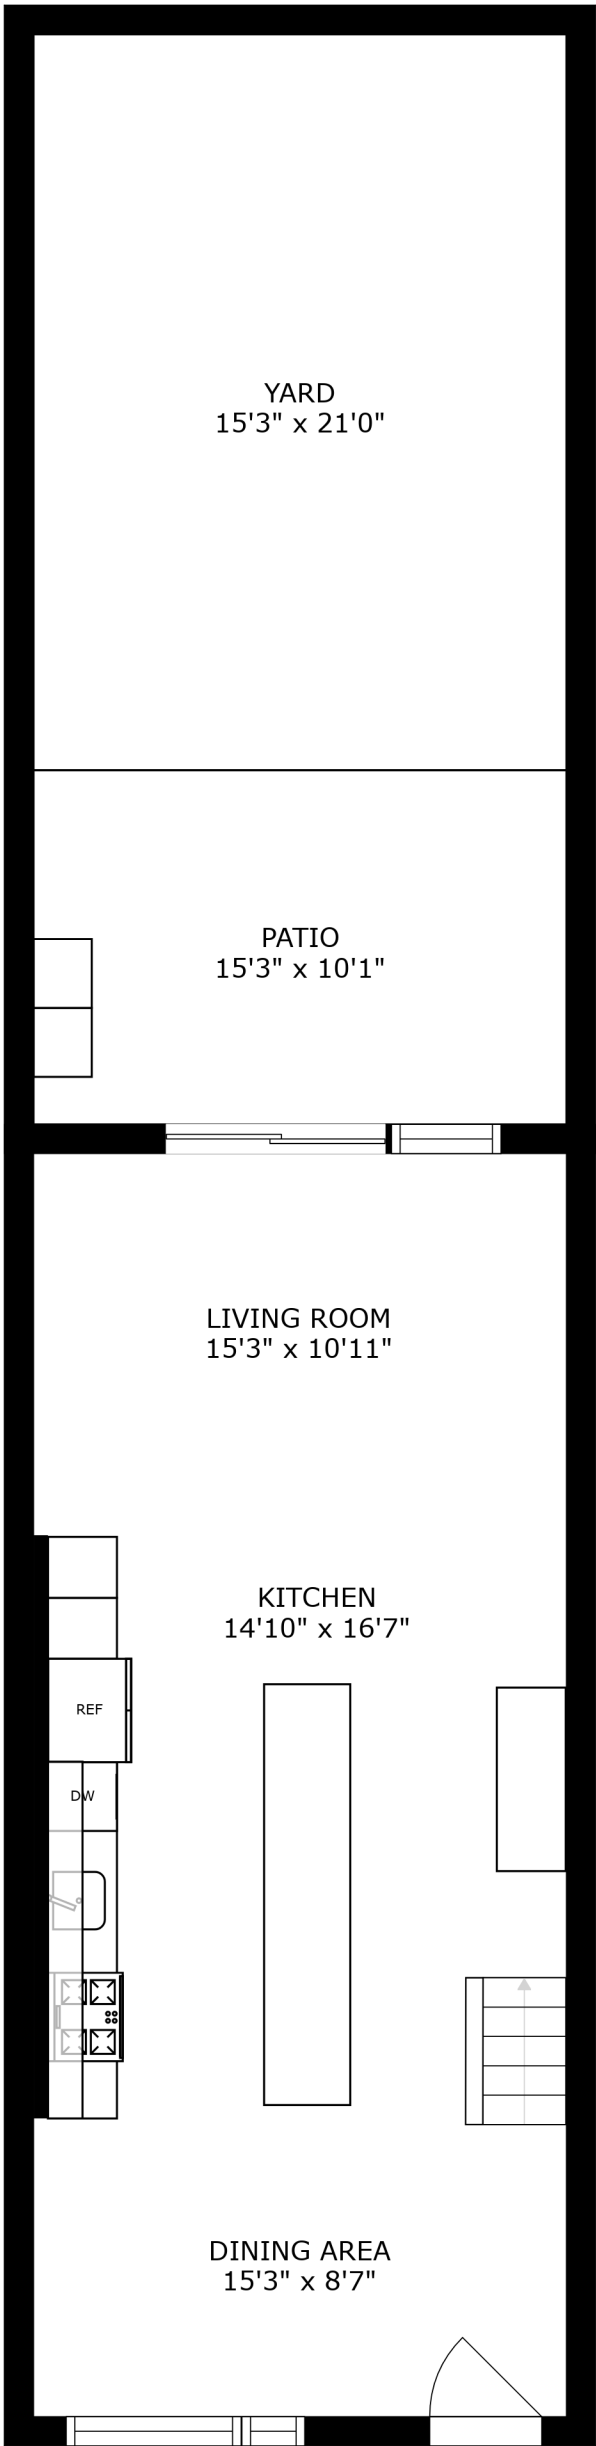 YARD
15'3" x 21'0"
PATIO
15'3" x 10'1"
LIVING ROOM
15'3" x 10'11"
KITCHEN
14'10" x 16'7"
REF
DW
DINING AREA
15'3" x 8'7"